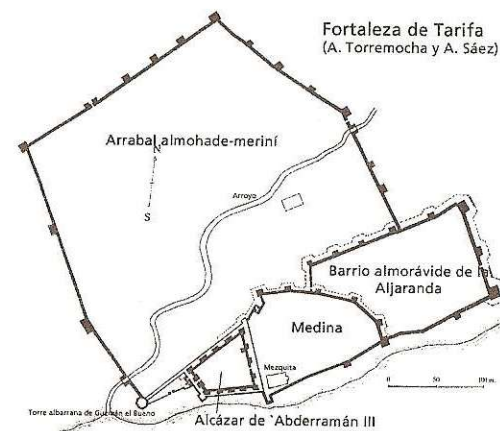 Fortaleza de Tarifa
(A. Torremocha y A. Sáez)
Arrabal almohade-meriní
N
S
Arroyo
Barrio almorávide de la
Aljaranda
Medina
Mezquita
0 50 100 m.
Torre albarrana de Guzmán el Bueno
Alcázar de `Abderramán III